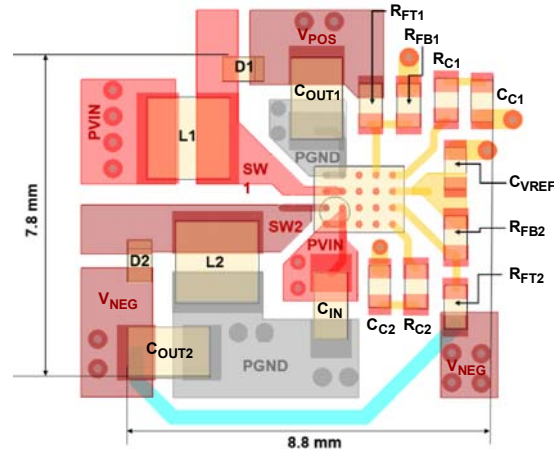 RFT1
RFB1
VPOS
RC1
D1
COUT1
CC1
PVIN
L1
PGND
SW
1
CVREF
7.8 mm
SW2
RFB2
PVIN
D2
L2
RFT2
VNEG
CIN
COUT2
CC2
RC2
PGND
VNEG
8.8 mm